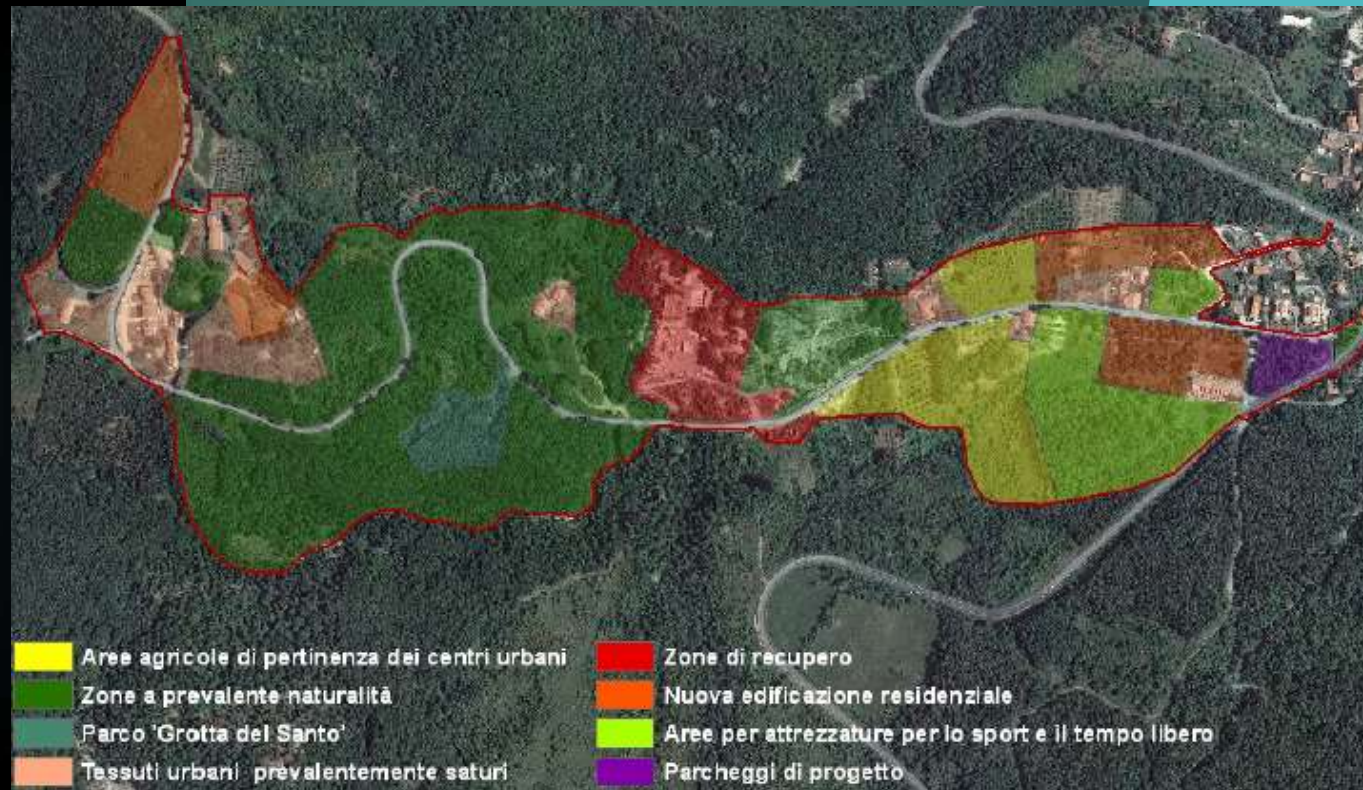 Aree agricole di pertinenza dei centri urbani
Zone a prevalente naturalità
Parco 'Grotta del Santo'
Tessuti urbani prevalentemente saturi
Zone di recupero
Nuova edificazione residenziale
Aree per attrezzature per lo sport e il tempo libero
Parcheggi di progetto